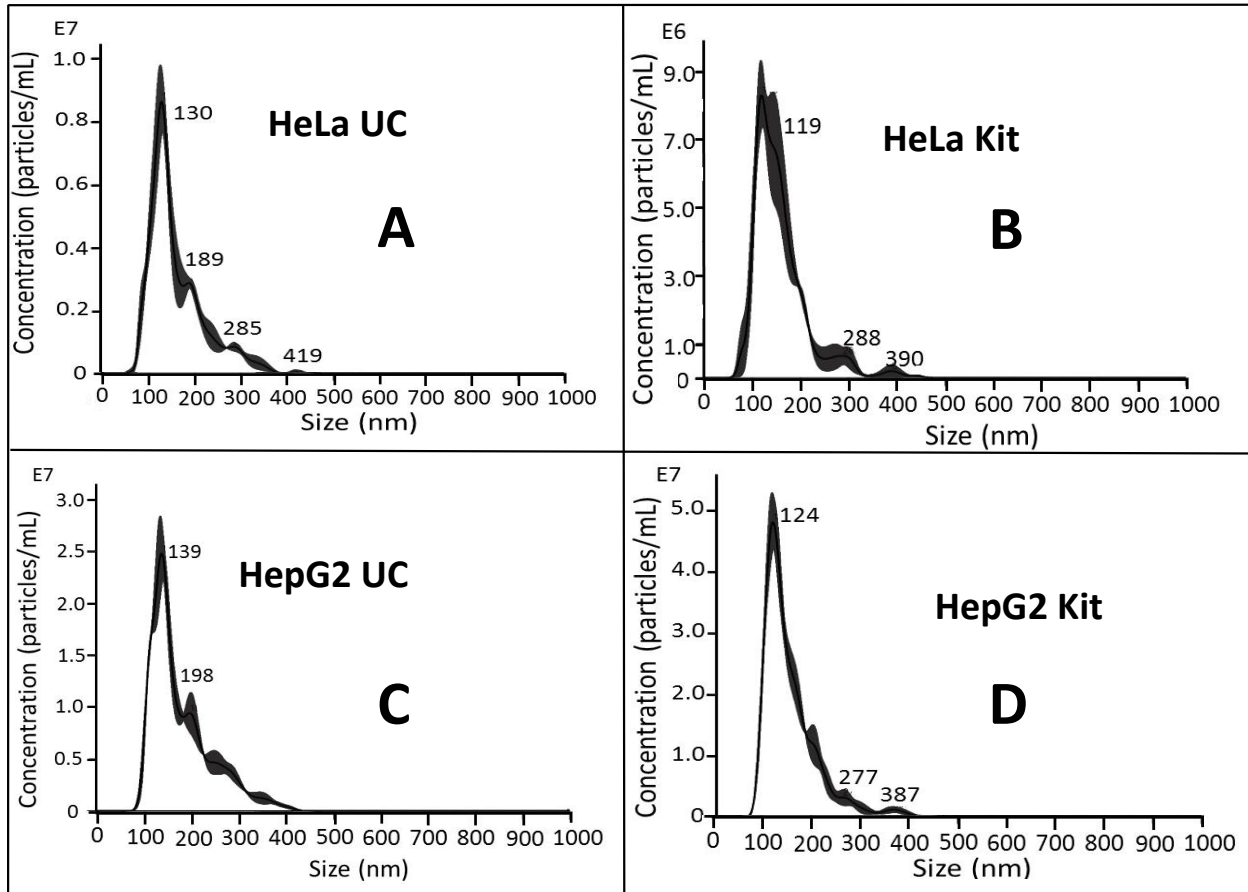 E7
Concentration (particles/mL)
1.0
0.8
0.6
0.4
0.2
0
130
189
285
419
HeLa UC
A
0 100 200 300 400 500 600 700 800 900 1000
Size (nm)
E6
Concentration (particles/mL)
9.0
7.0
5.0
3.0
1.0
0
119
288
390
HeLa Kit
B
0 100 200 300 400 500 600 700 800 900 1000
Size (nm)
E7
Concentration (particles/mL)
3.0
2.5
2.0
1.5
1.0
0.5
0
139
198
HepG2 UC
C
0 100 200 300 400 500 600 700 800 900 1000
Size (nm)
E7
Concentration (particles/mL)
5.0
4.0
3.0
2.0
1.0
0
124
277
387
HepG2 Kit
D
0 100 200 300 400 500 600 700 800 900 1000
Size (nm)